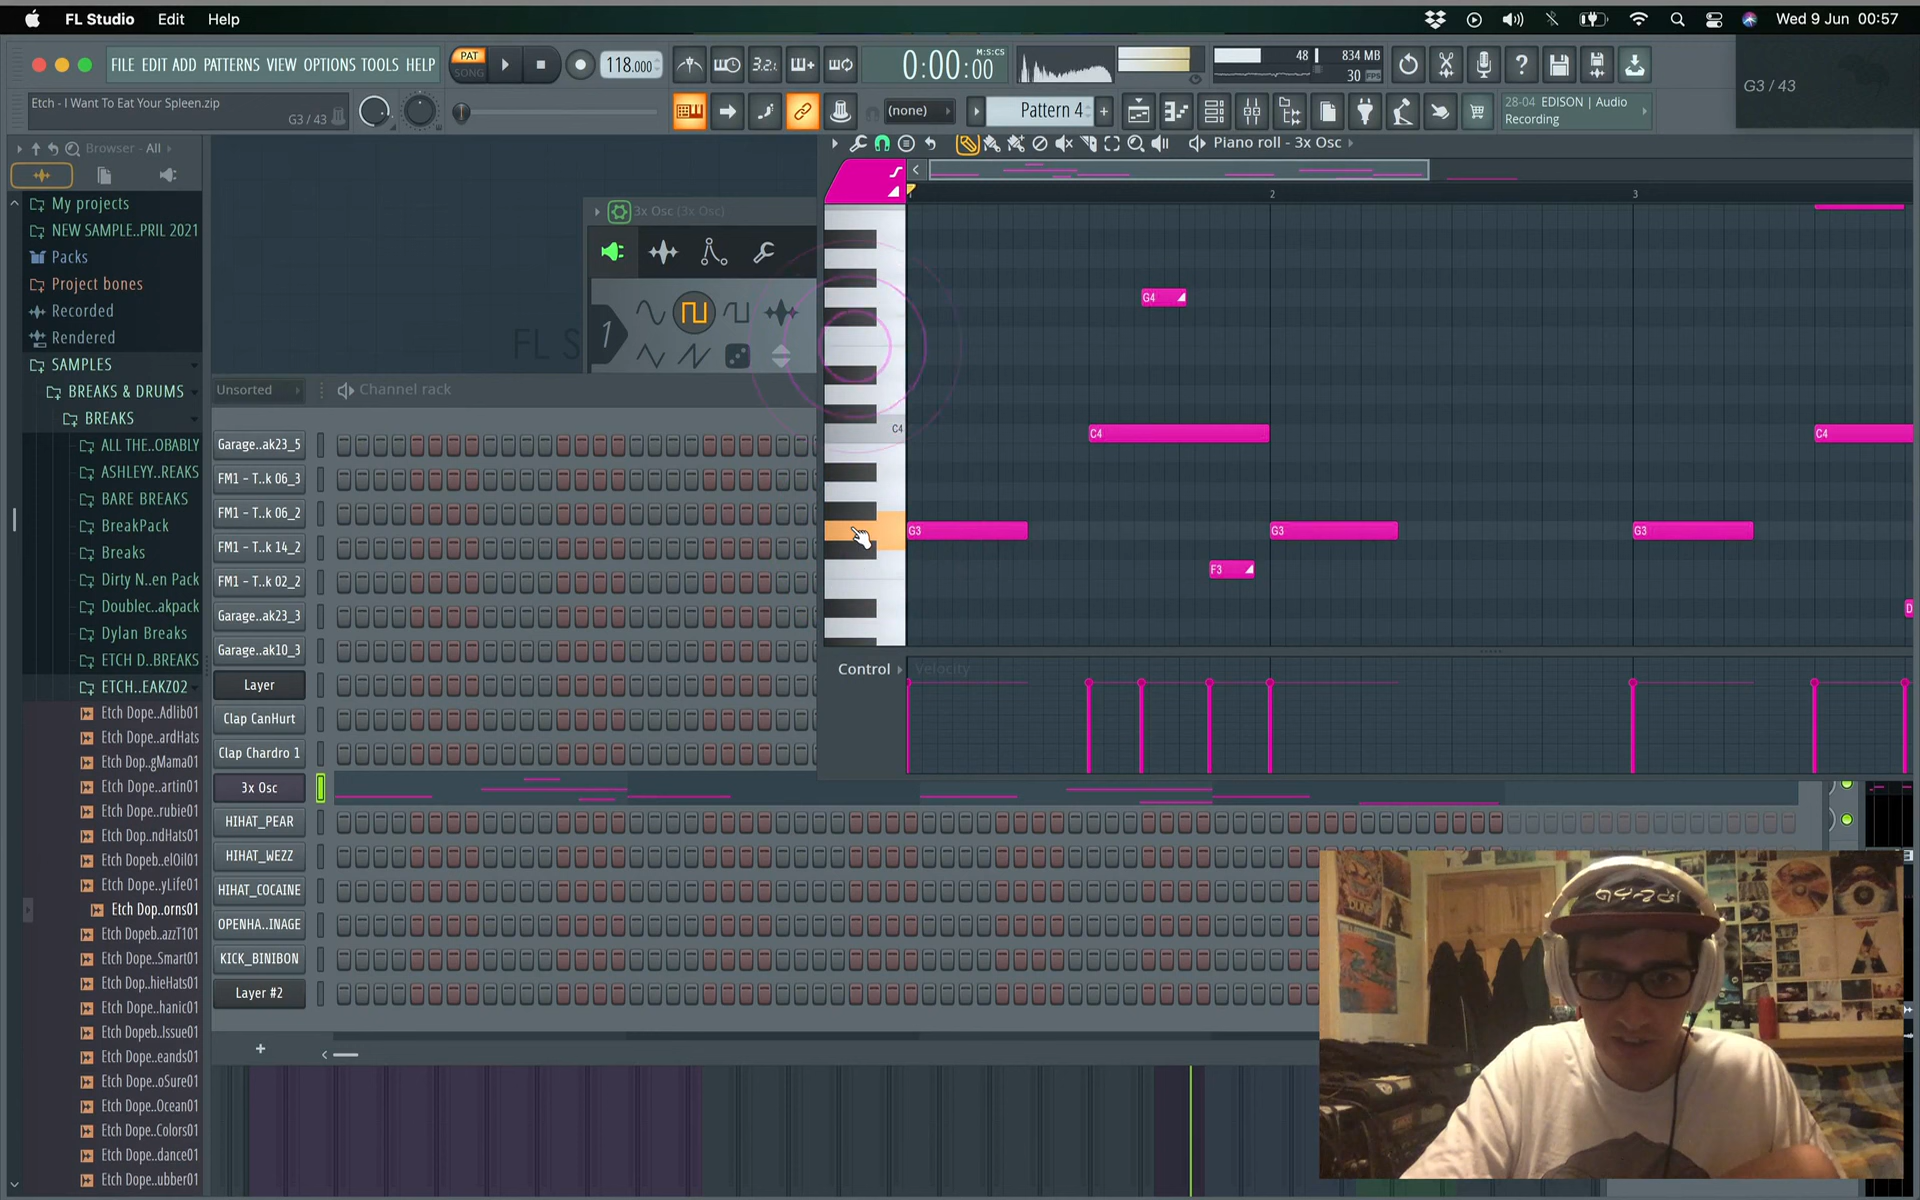 FL Studio Edit Help Wed 9 Jun 00:57
FILE EDIT ADD PATTERNS VIEW OPTIONS TOOLS HELP
PAT
SONG
118.000
3.2.
0:00:00
M:S:CS
48
834 MB
30 FPS
G3 / 43
Etch - I Want To Eat Your Spleen.zip
G3 / 43
(none)
Pattern 4
+
28-04 EDISON | Audio
Recording
Browser - All
Piano roll - 3x Osc
My projects
NEW SAMPLE..PRIL 2021
Packs
Project bones
Recorded
Rendered
SAMPLES
BREAKS & DRUMS
BREAKS
ALL THE..OBABLY
ASHLEYY..REAKS
BARE BREAKS
BreakPack
Breaks
Dirty N..en Pack
Doublec..akpack
Dylan Breaks
ETCH D..BREAKS
ETCH..EAKZ02
Etch Dope..Adlib01
Etch Dope..ardHats
Etch Dop..gMama01
Etch Dope..artin01
Etch Dope..rubie01
Etch Dop..ndHats01
Etch Dopeb..elOil01
Etch Dope..yLife01
Etch Dop..orns01
Etch Dopeb..azzT101
Etch Dope..Smart01
Etch Dop..hieHats01
Etch Dope..hanic01
Etch Dopeb..Issue01
Etch Dope..eands01
Etch Dope..oSure01
Etch Dope..Ocean01
Etch Dope..Colors01
Etch Dope..dance01
Etch Dope..ubber01
3x Osc (3x Osc)
1
FL S
Unsorted
Channel rack
Garage..ak23_5
FM1 - T..k 06_3
FM1 - T..k 06_2
FM1 - T..k 14_2
FM1 - T..k 02_2
Garage..ak23_3
Garage..ak10_3
Layer
Clap CanHurt
Clap Chardro 1
3x Osc
HIHAT_PEAR
HIHAT_WEZZ
HIHAT_COCAINE
OPENHA..INAGE
KICK_BINIBON
Layer #2
+
2
3
G4
C4
C4
C4
G3
G3
G3
F3
D
Control
Velocity